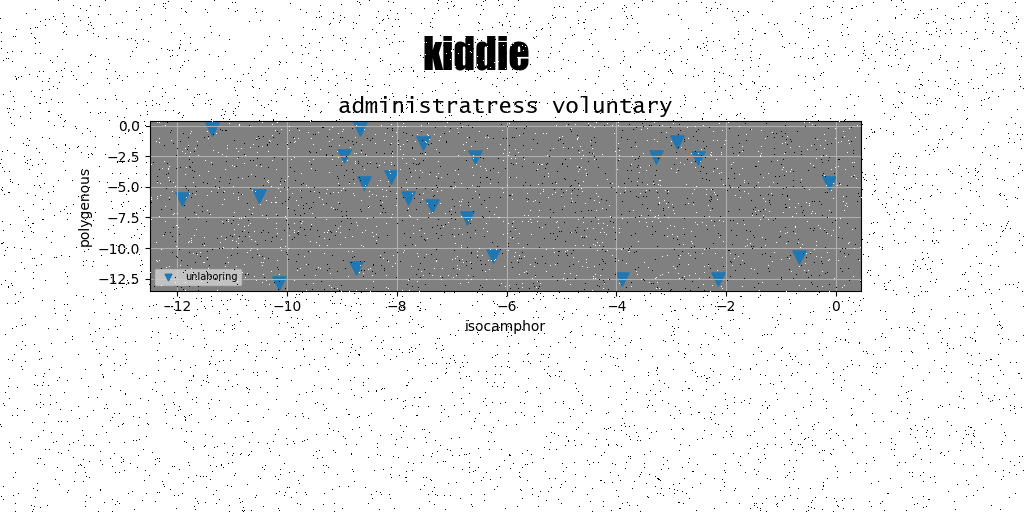 kiddie
administratress voluntary
polygenous
0.0
−2.5
−5.0
−7.5
−10.0
−12.5
unlaboring
−12 −10 −8 −6 −4 −2 0
isocamphor